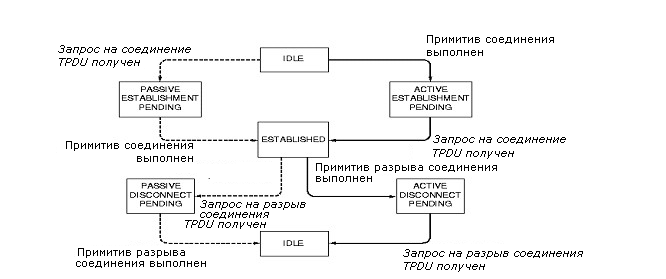 Запрос на соединение
TPDU получен
IDLE
Примитив соединения
выполнен
PASSIVE
ESTABLISHMENT
PENDING
ACTIVE
ESTABLISHMENT
PENDING
Примитив соединения
выполнен
ESTABLISHED
Запрос на соединение
TPDU получен
Примитив разрыва соединения
выполнен
PASSIVE
DISCONNECT
PENDING
Запрос на разрыв
соединения
TPDU получен
ACTIVE
DISCONNECT
PENDING
Примитив разрыва
соединения выполнен
IDLE
Запрос на разрыв соединения
TPDU получен